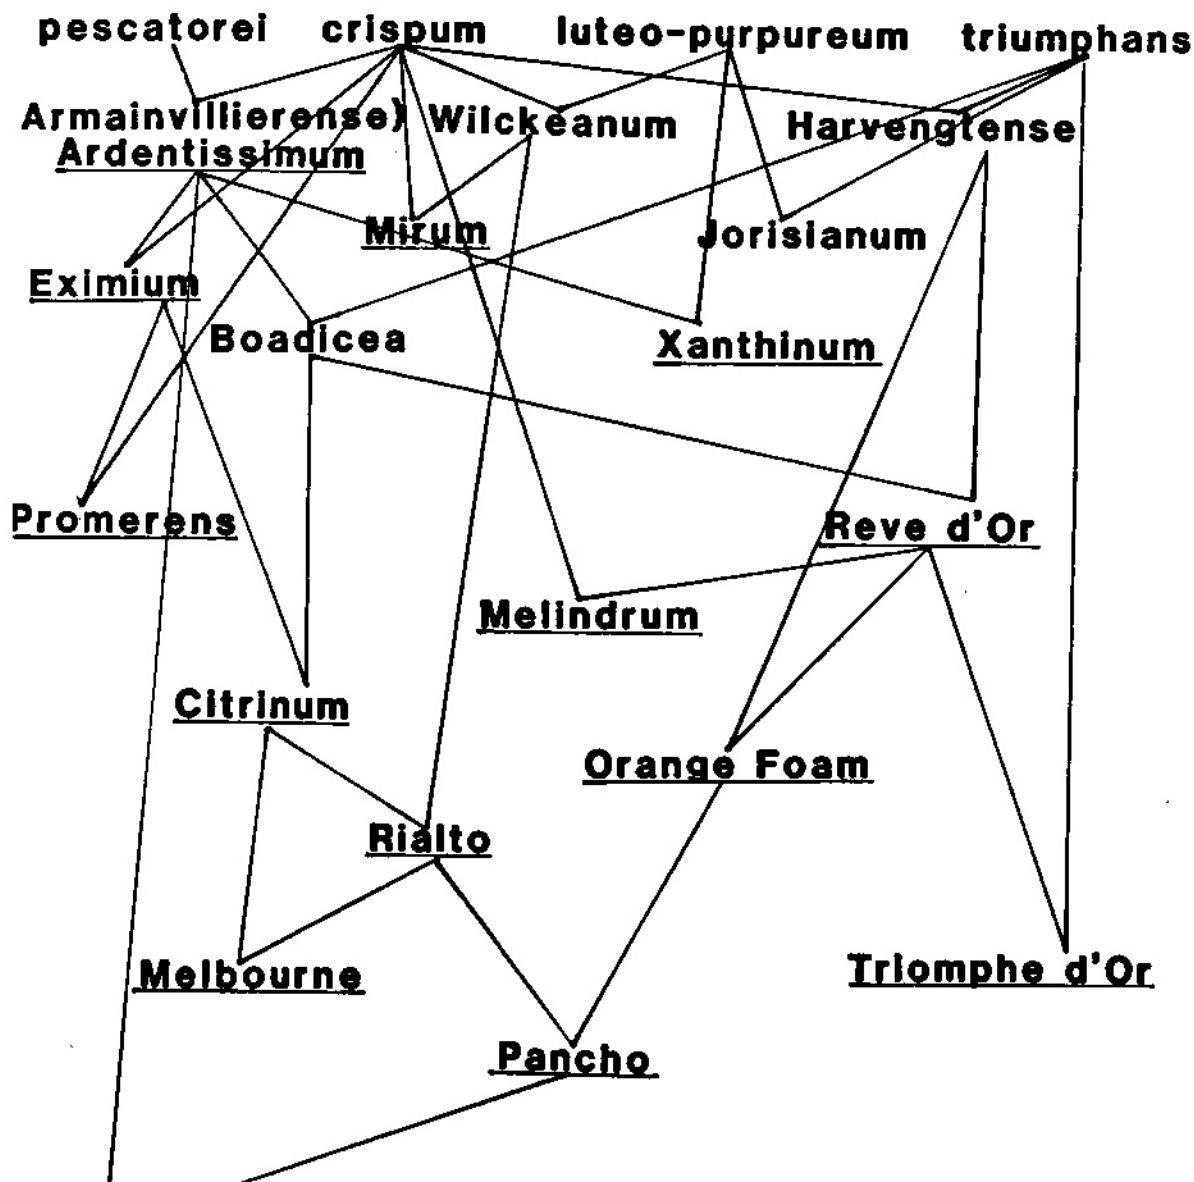 pescatorei crispum luteo-purpureum triumphans
Armainvillierense) Wilckeanum Harvengtense
Ardentissimum
Mirum Jorisianum
Eximium
Boadicea Xanthinum
Promerens Reve d'Or
Melindrum
Citrinum
Orange Foam
Rialto
Melbourne Triomphe d'Or
Pancho